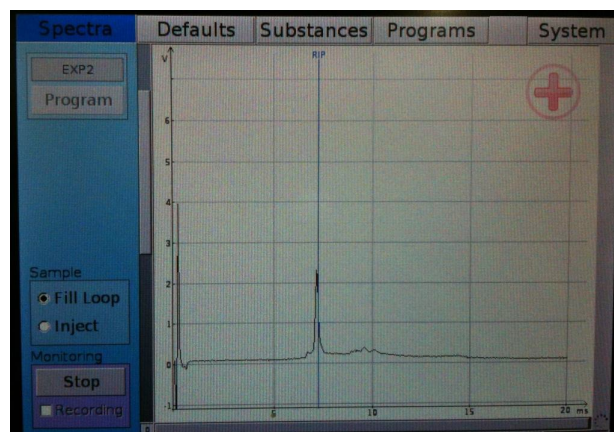 Spectra Defaults Substances Programs System
EXP2
Program
V
RIP
6
5
4
3
2
1
0
-1
5 10 15 20 ms
Sample
Fill Loop
Inject
Monitoring
Stop
Recording